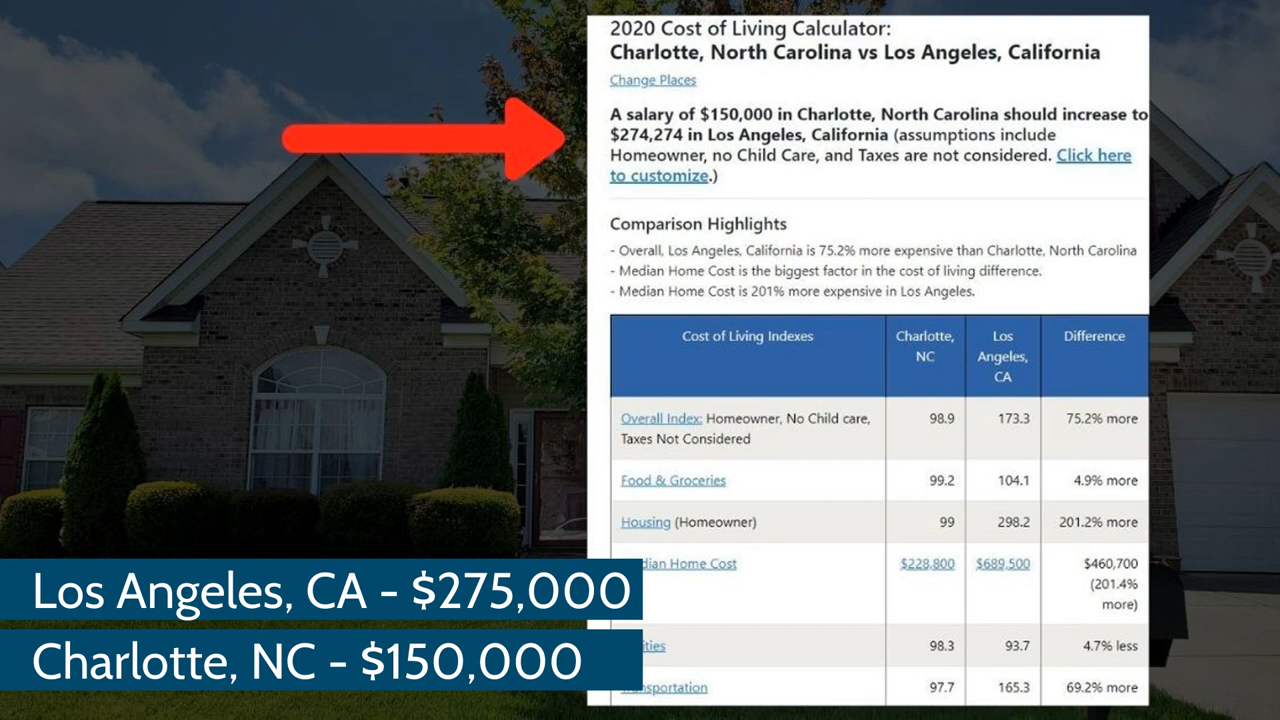 2020 Cost of Living Calculator:
Charlotte, North Carolina vs Los Angeles, California
Change Places
A salary of $150,000 in Charlotte, North Carolina should increase to
$274,274 in Los Angeles, California (assumptions include
Homeowner, no Child Care, and Taxes are not considered. Click here
to customize.)
Comparison Highlights
- Overall, Los Angeles, California is 75.2% more expensive than Charlotte, North Carolina
- Median Home Cost is the biggest factor in the cost of living difference.
- Median Home Cost is 201% more expensive in Los Angeles.
Cost of Living Indexes
Charlotte,
NC
Los
Angeles,
CA
Difference
Overall Index: Homeowner, No Child care,
Taxes Not Considered
98.9
173.3
75.2% more
Food & Groceries
99.2
104.1
4.9% more
Housing (Homeowner)
99
298.2
201.2% more
dian Home Cost
$228,800
$689,500
$460,700
(201.4%
more)
ities
98.3
93.7
4.7% less
nsportation
97.7
165.3
69.2% more
Los Angeles, CA - $275,000
Charlotte, NC - $150,000